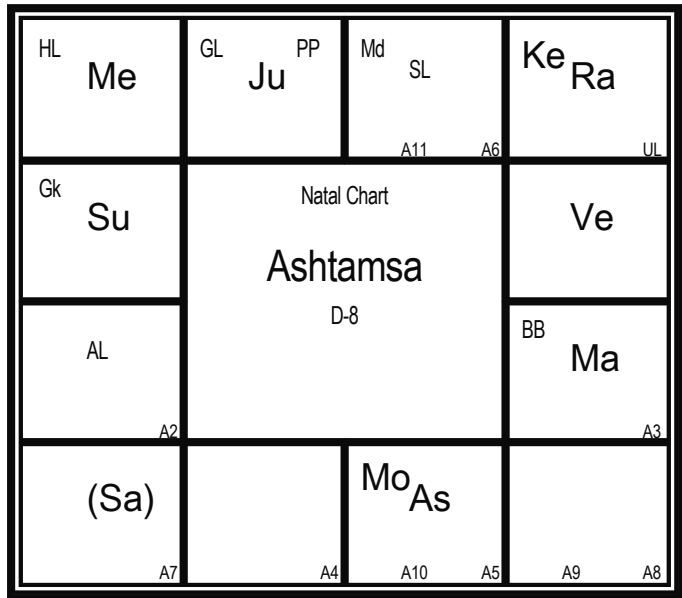 HL
Me
GL PP
Ju
Md
SL
A11 A6
Ke
Ra
UL
Gk
Su
Natal Chart
Ashtamsa
D-8
Ve
AL
A2
BB
Ma
A3
(Sa)
A7
A4
Mo
As
A10 A5
A9 A8